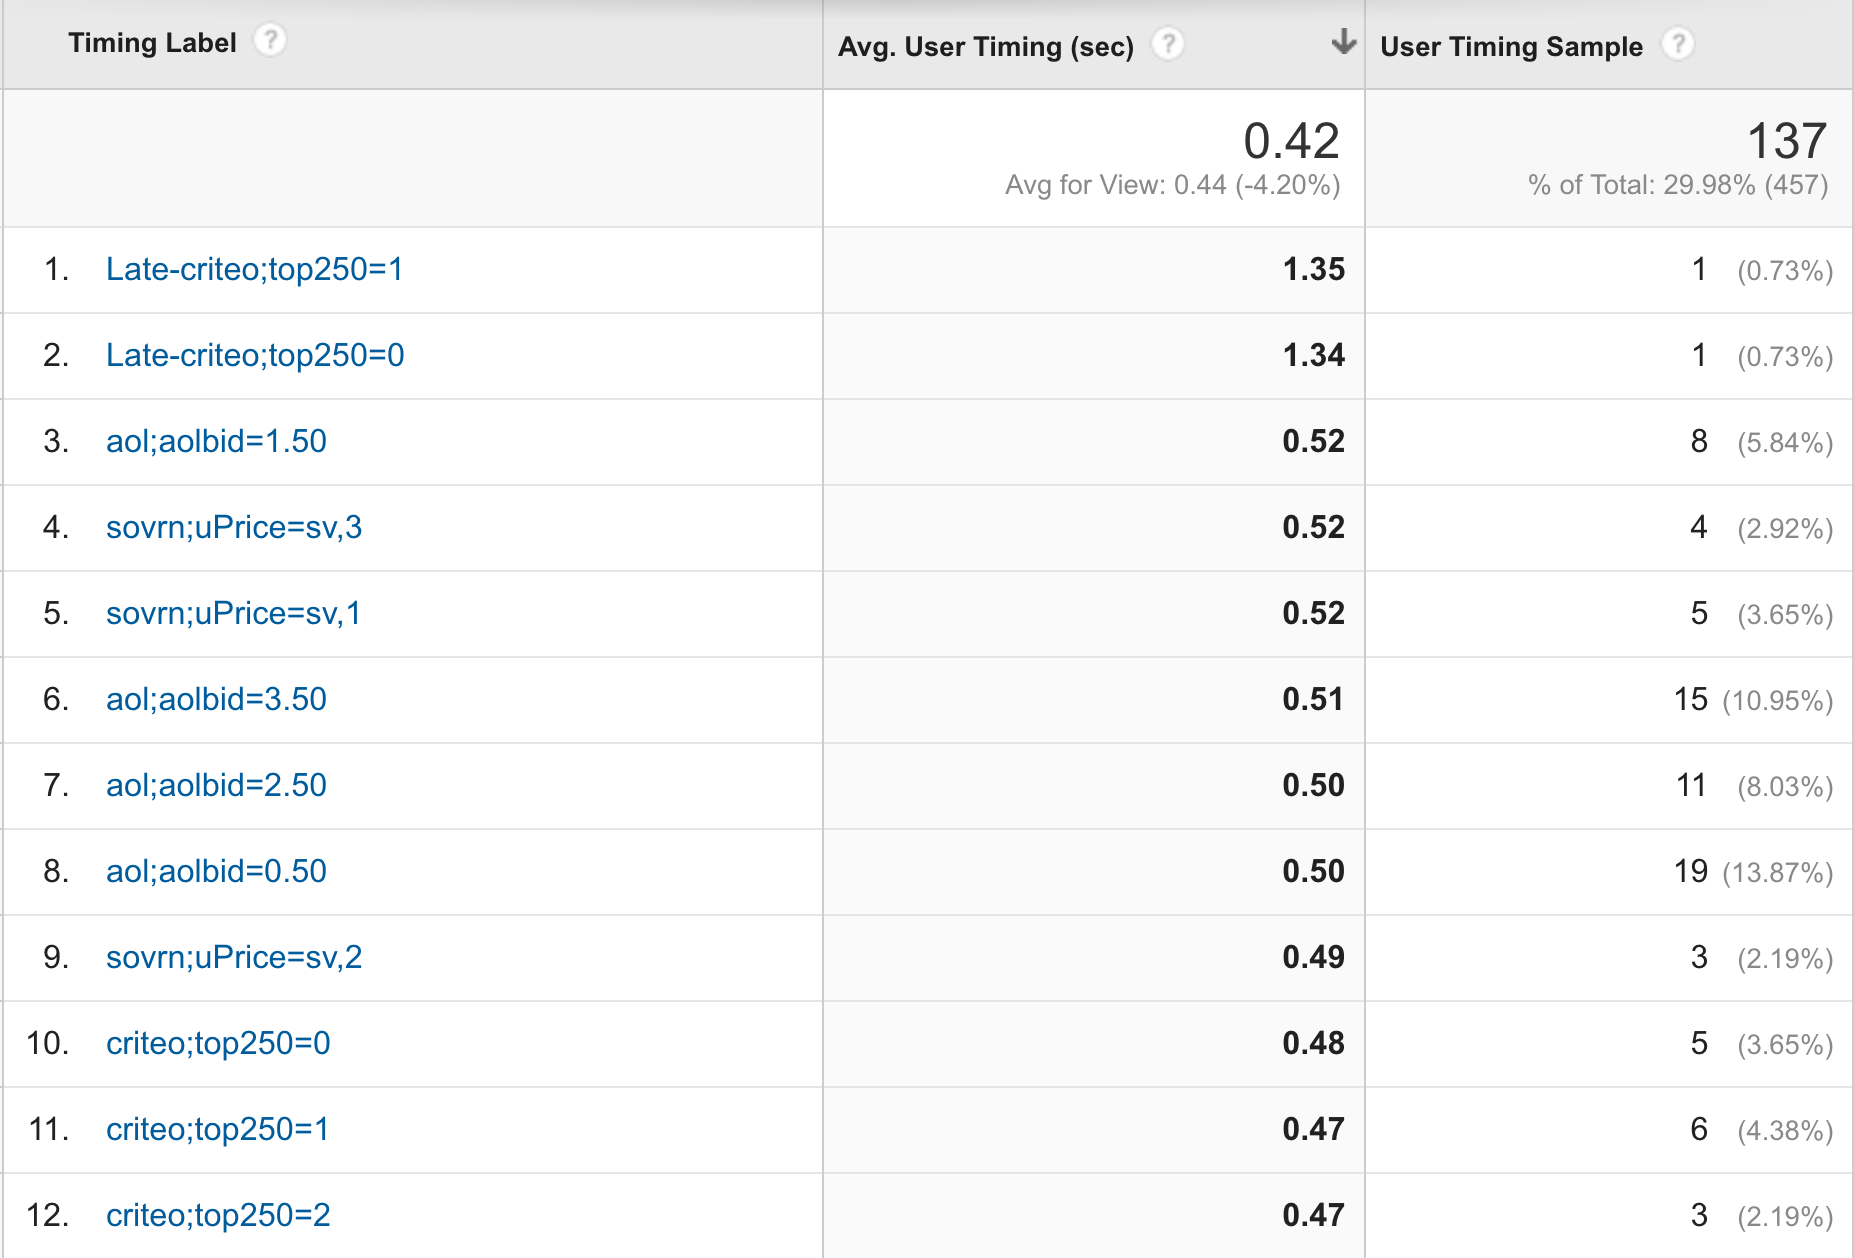 Timing Label ? Avg. User Timing (sec) ? User Timing Sample ?
0.42 137
Avg for View: 0.44 (-4.20%) % of Total: 29.98% (457)
1. Late-criteo;top250=1 1.35 1 (0.73%)
2. Late-criteo;top250=0 1.34 1 (0.73%)
3. aol;aolbid=1.50 0.52 8 (5.84%)
4. sovrn;uPrice=sv,3 0.52 4 (2.92%)
5. sovrn;uPrice=sv,1 0.52 5 (3.65%)
6. aol;aolbid=3.50 0.51 15 (10.95%)
7. aol;aolbid=2.50 0.50 11 (8.03%)
8. aol;aolbid=0.50 0.50 19 (13.87%)
9. sovrn;uPrice=sv,2 0.49 3 (2.19%)
10. criteo;top250=0 0.48 5 (3.65%)
11. criteo;top250=1 0.47 6 (4.38%)
12. criteo;top250=2 0.47 3 (2.19%)